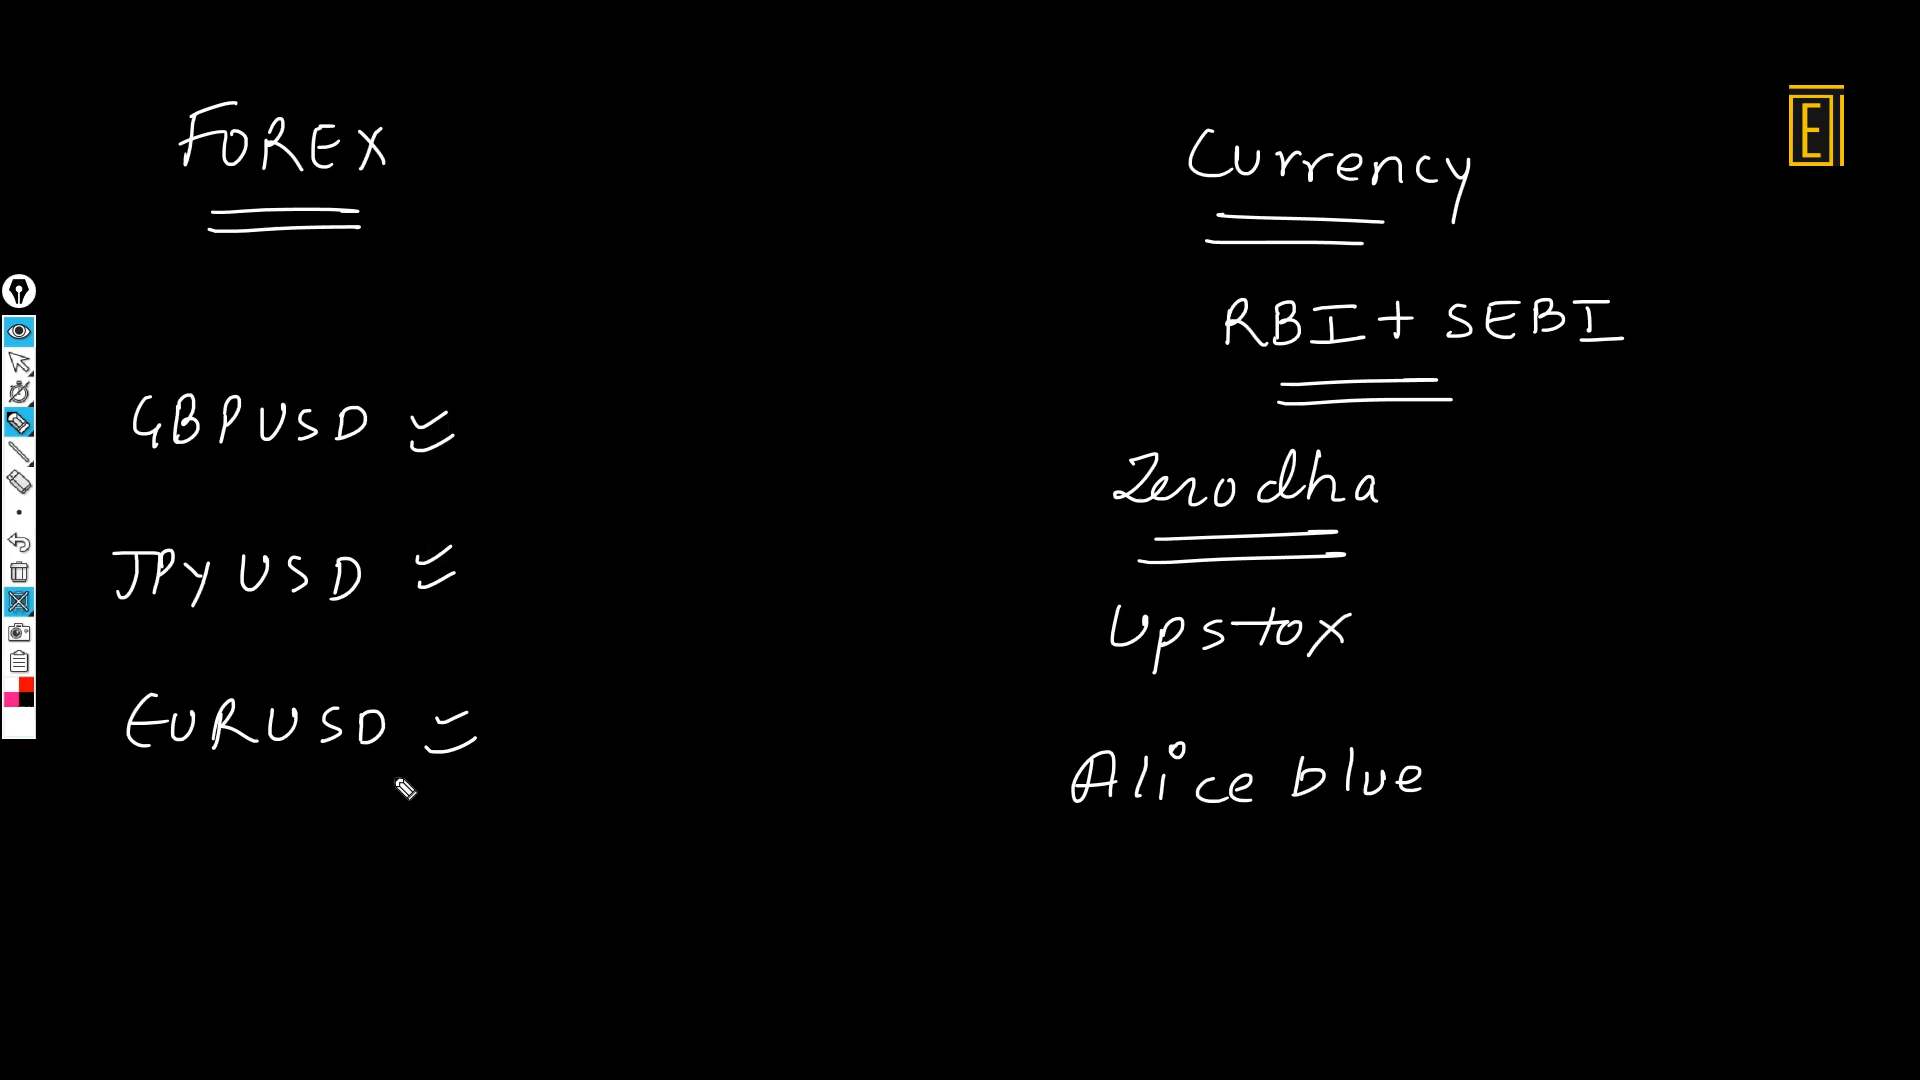 FOREX
GBPUSD
JPYUSD
EURUSD
Currency
RBI + SEBI
Zerodha
Upstox
Alice blue
E